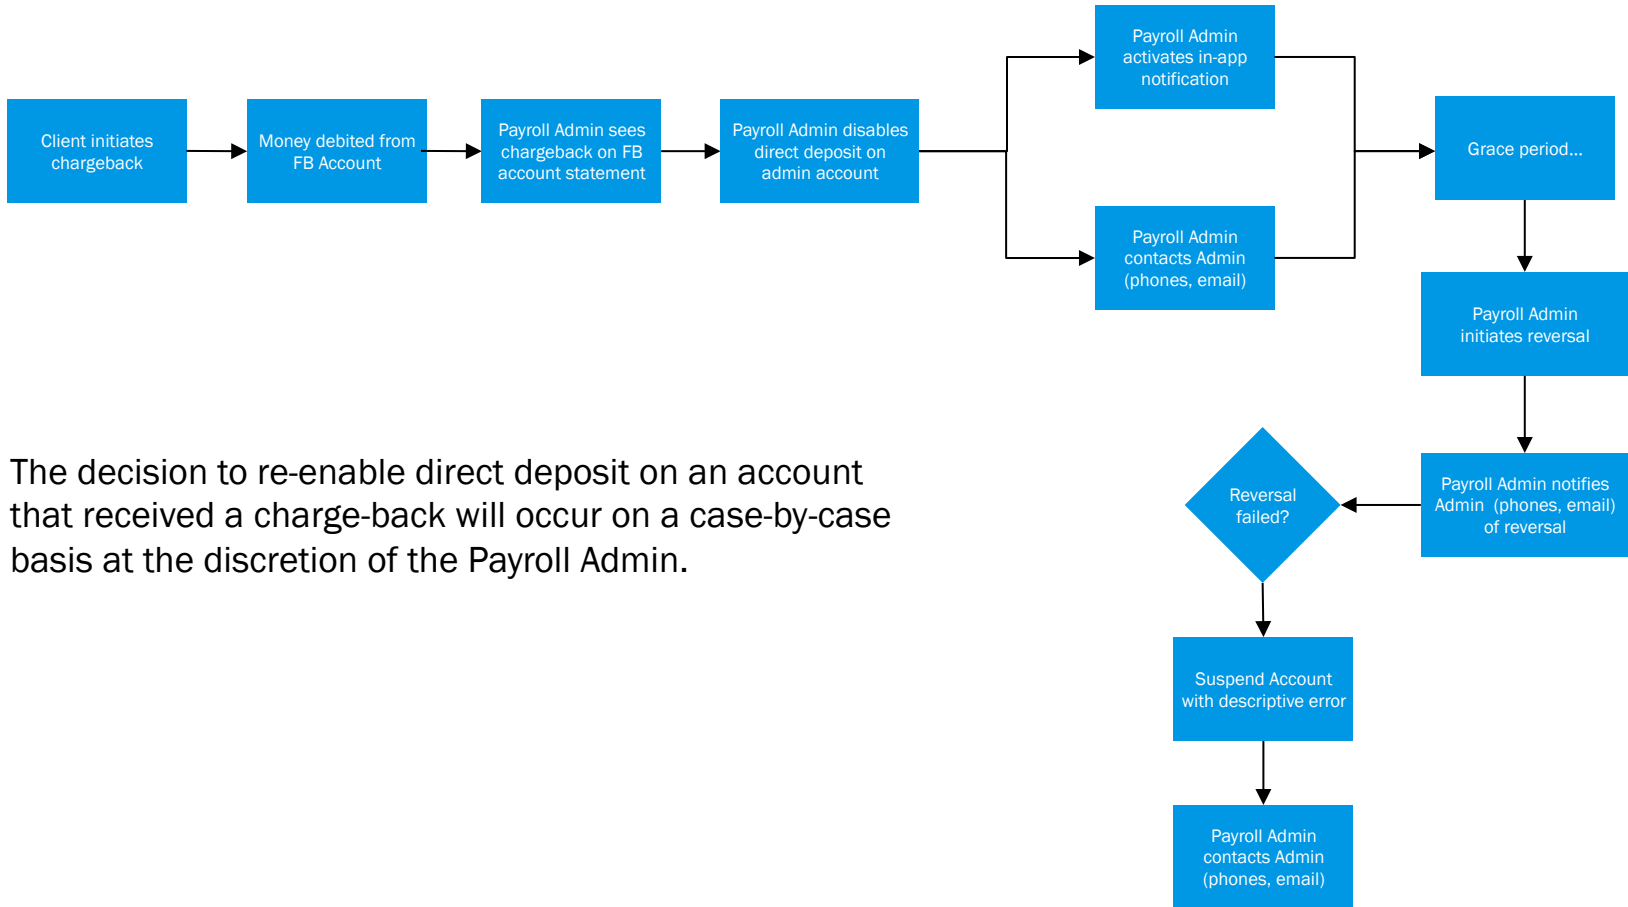 Client initiates
chargeback
Money debited from
FB Account
Payroll Admin sees
chargeback on FB
account statement
Payroll Admin disables
direct deposit on
admin account
Payroll Admin
activates in-app
notification
Payroll Admin
contacts Admin
(phones, email)
Grace period...
Payroll Admin
initiates reversal
Payroll Admin notifies
Admin  (phones, email)
of reversal
Reversal
failed?
Suspend Account
with descriptive error
Payroll Admin
contacts Admin
(phones, email)
The decision to re-enable direct deposit on an account
that received a charge-back will occur on a case-by-case
basis at the discretion of the Payroll Admin.